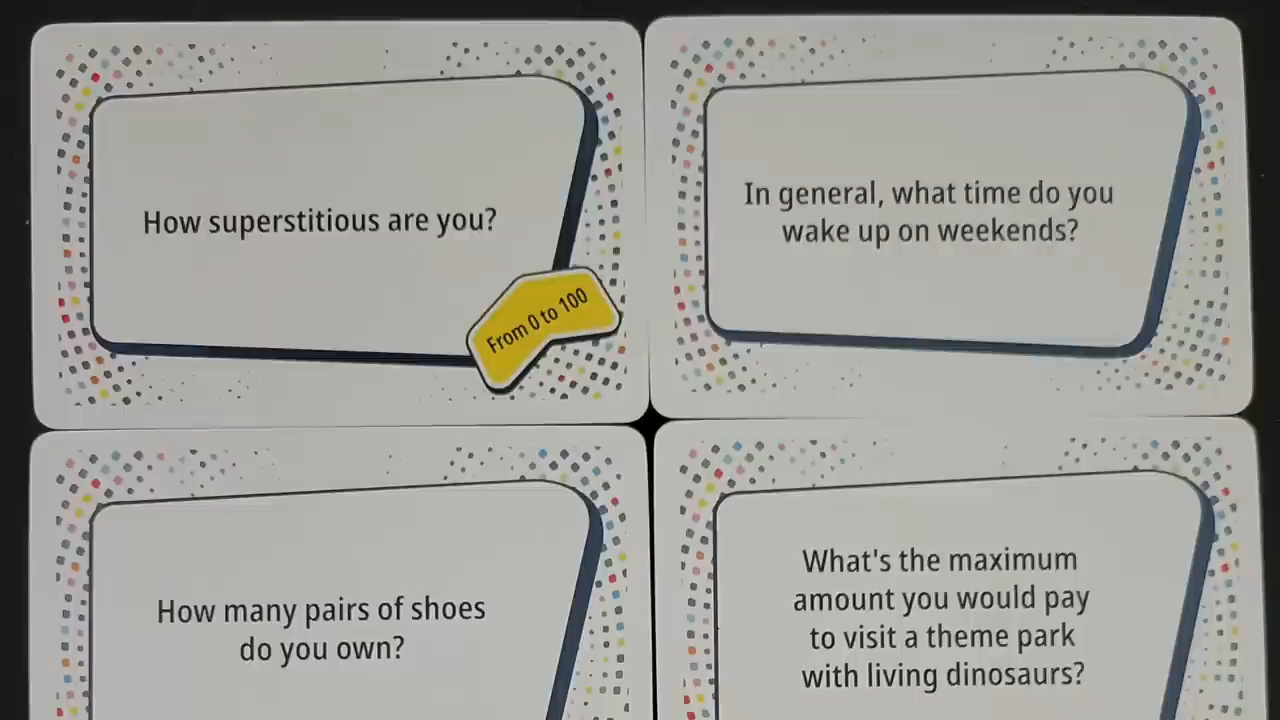 How superstitious are you?
From 0 to 100
In general, what time do you
wake up on weekends?
How many pairs of shoes
do you own?
What's the maximum
amount you would pay
to visit a theme park
with living dinosaurs?